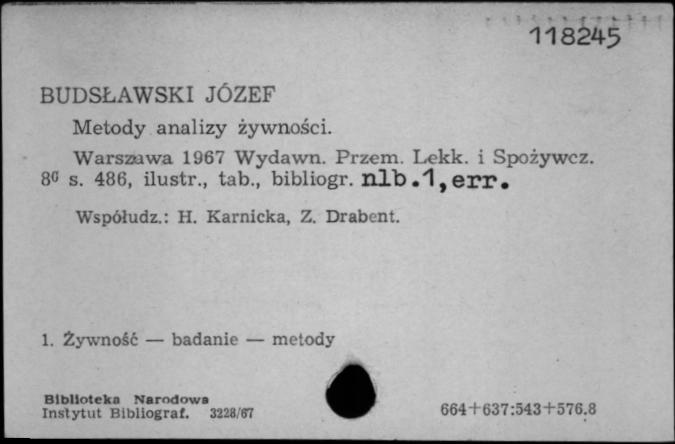 118245
BUDSŁAWSKI JÓZEF
Metody analizy żywności.
Warszawa 1967 Wydawn. Przem. Lekk. i Spożywcz.
8⁰ s. 486, ilustr., tab., bibliogr. nlb.1, err.
Współudz.: H. Karnicka, Z. Drabent.
1. Żywność — badanie — metody
Biblioteka Narodowa
Instytut Bibliograf. 3228/67
664+637:543+576.8